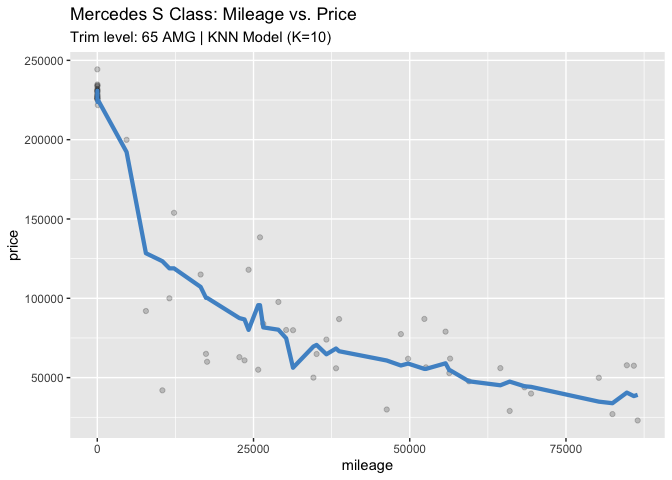 Mercedes S Class: Mileage vs. Price
Trim level: 65 AMG | KNN Model (K=10)
250000
200000
150000
100000
50000
price
0
25000
50000
75000
mileage